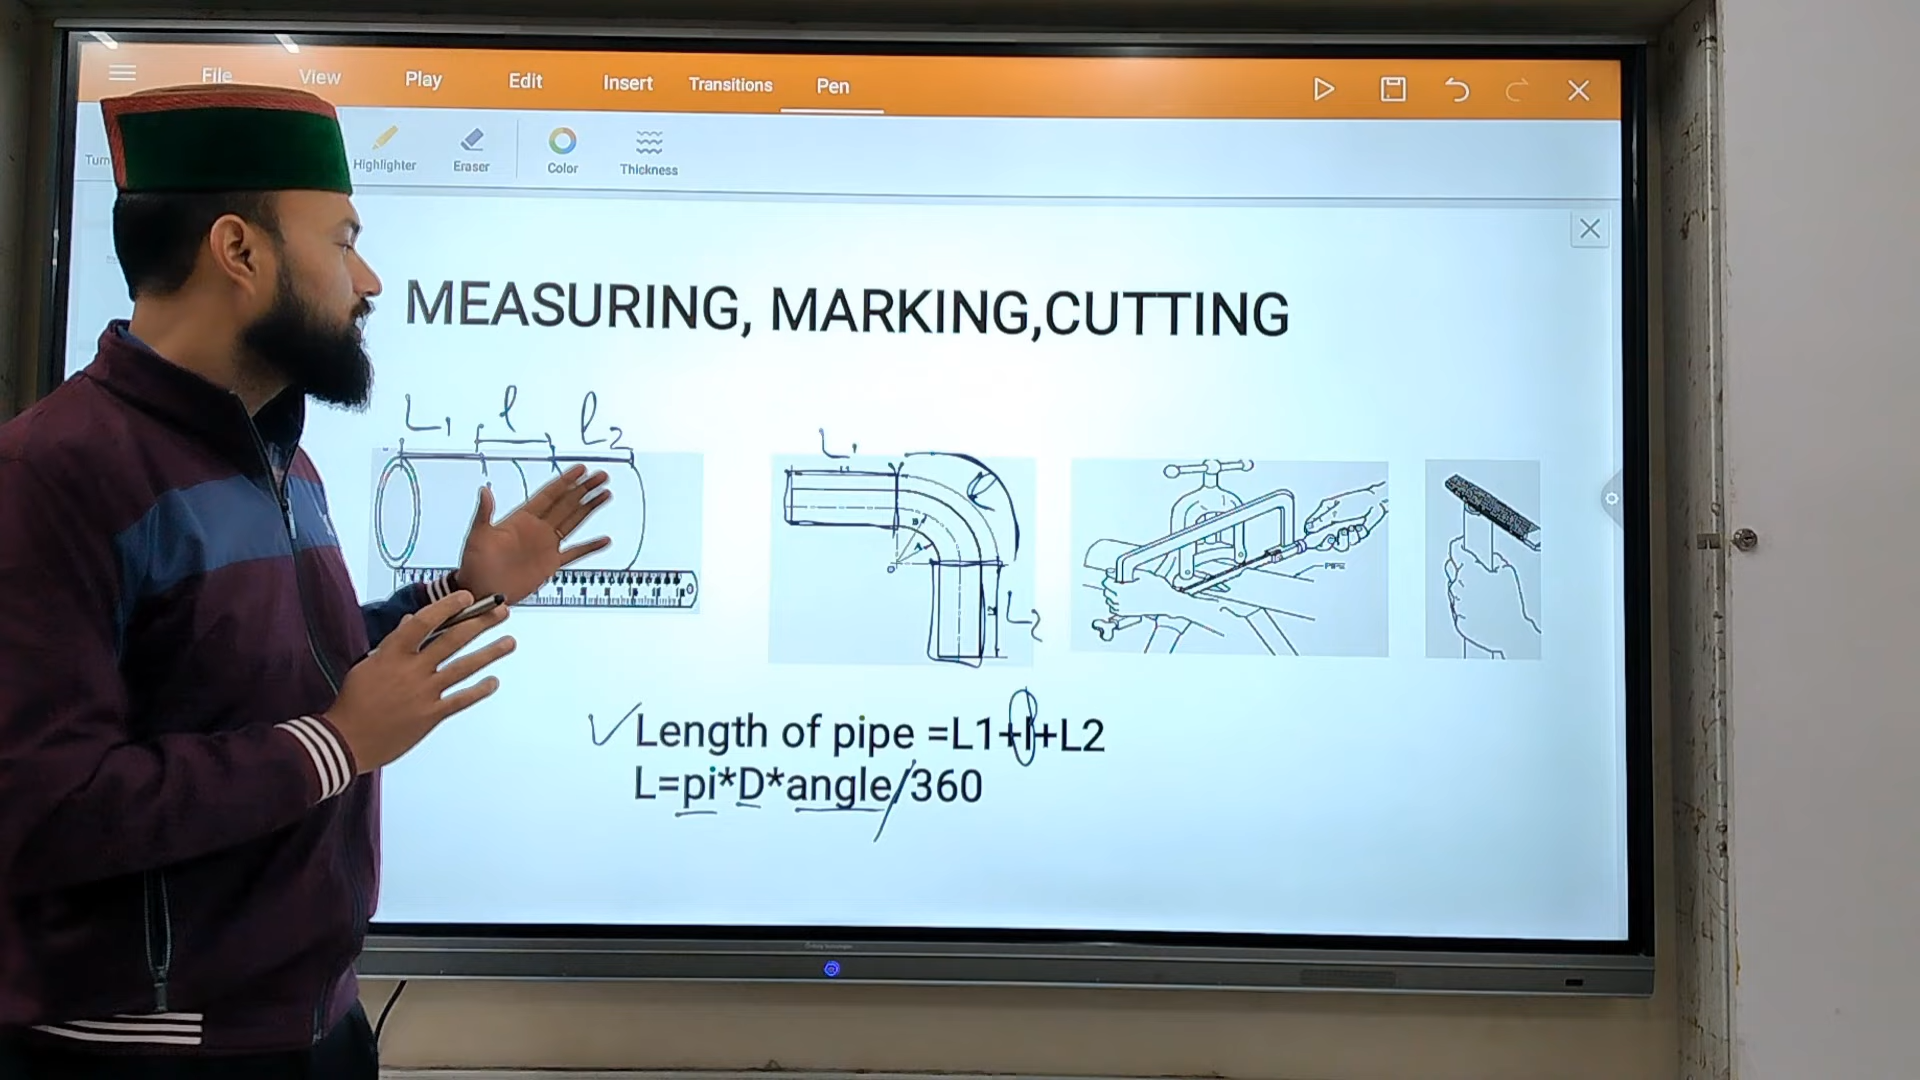 File View Play Edit Insert Transitions Pen
Highlighter Eraser Color Thickness
MEASURING, MARKING,CUTTING
L1 l l2
L1
L2
PIPE
Length of pipe =L1+l+L2
L=pi*D*angle/360